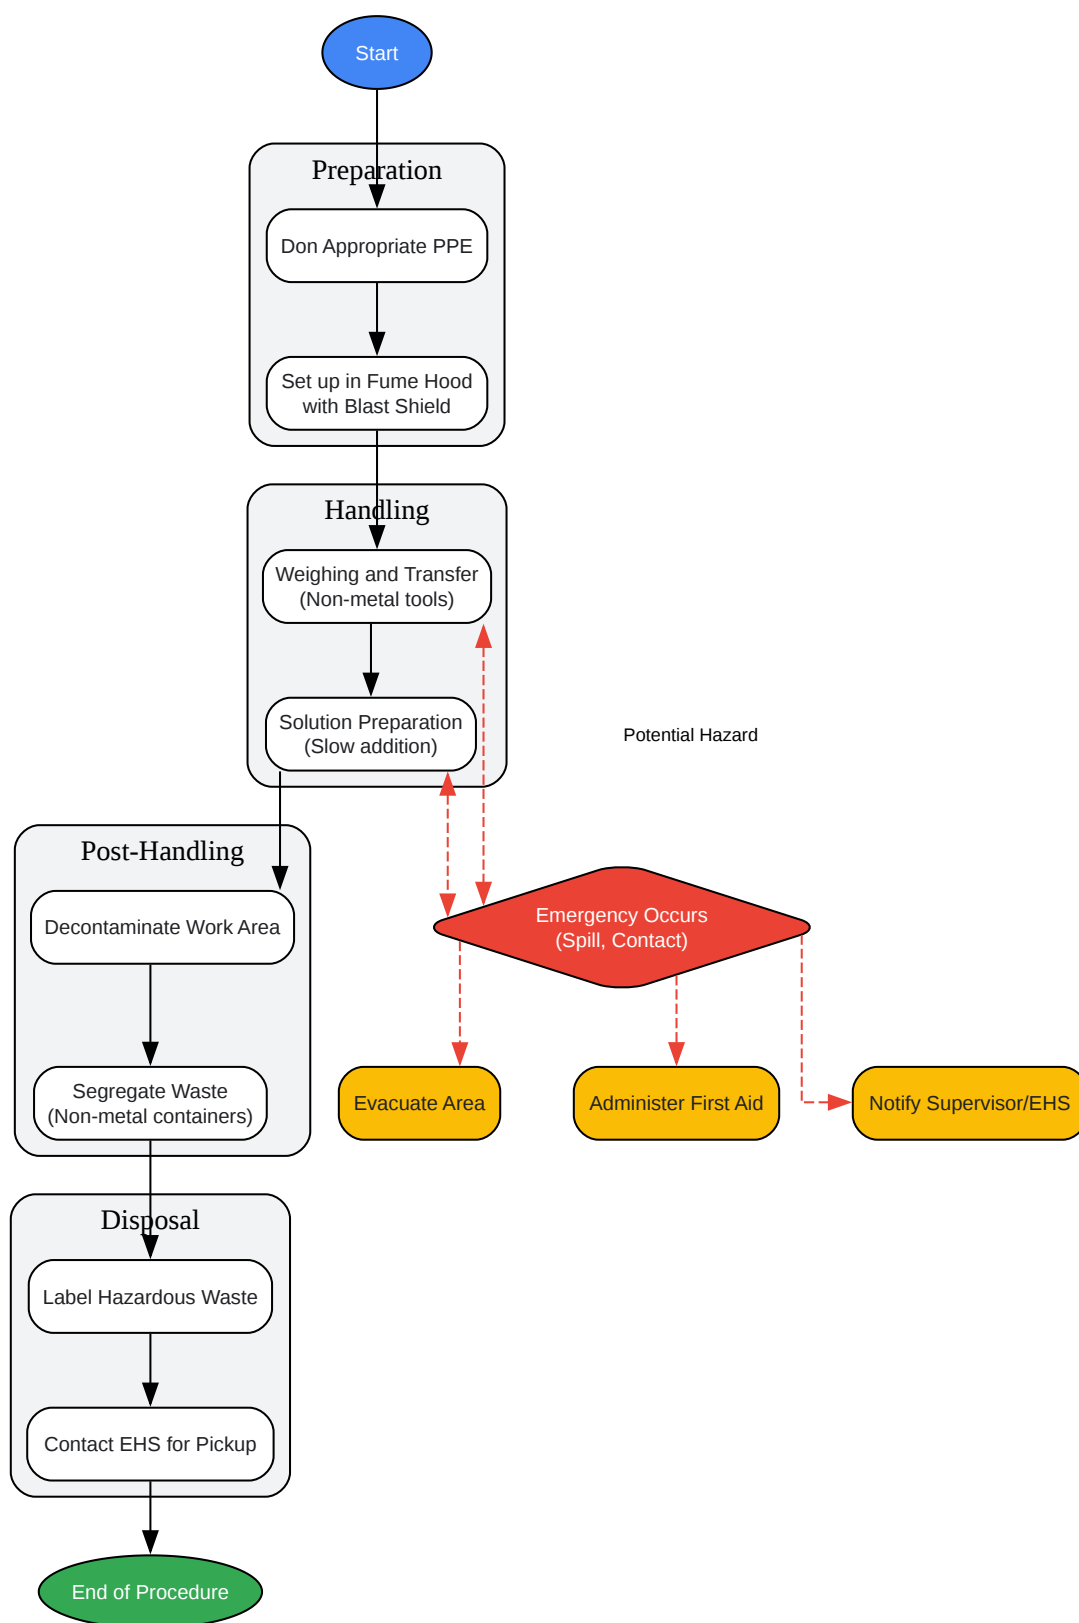 Start
Preparation
Don Appropriate PPE
Set up in Fume Hood
with Blast Shield
Handling
Weighing and Transfer
(Non-metal tools)
Solution Preparation
(Slow addition)
Potential Hazard
Post-Handling
Decontaminate Work Area
Emergency Occurs
(Spill, Contact)
Segregate Waste
(Non-metal containers)
Evacuate Area
Administer First Aid
Notify Supervisor/EHS
Disposal
Label Hazardous Waste
Contact EHS for Pickup
End of Procedure